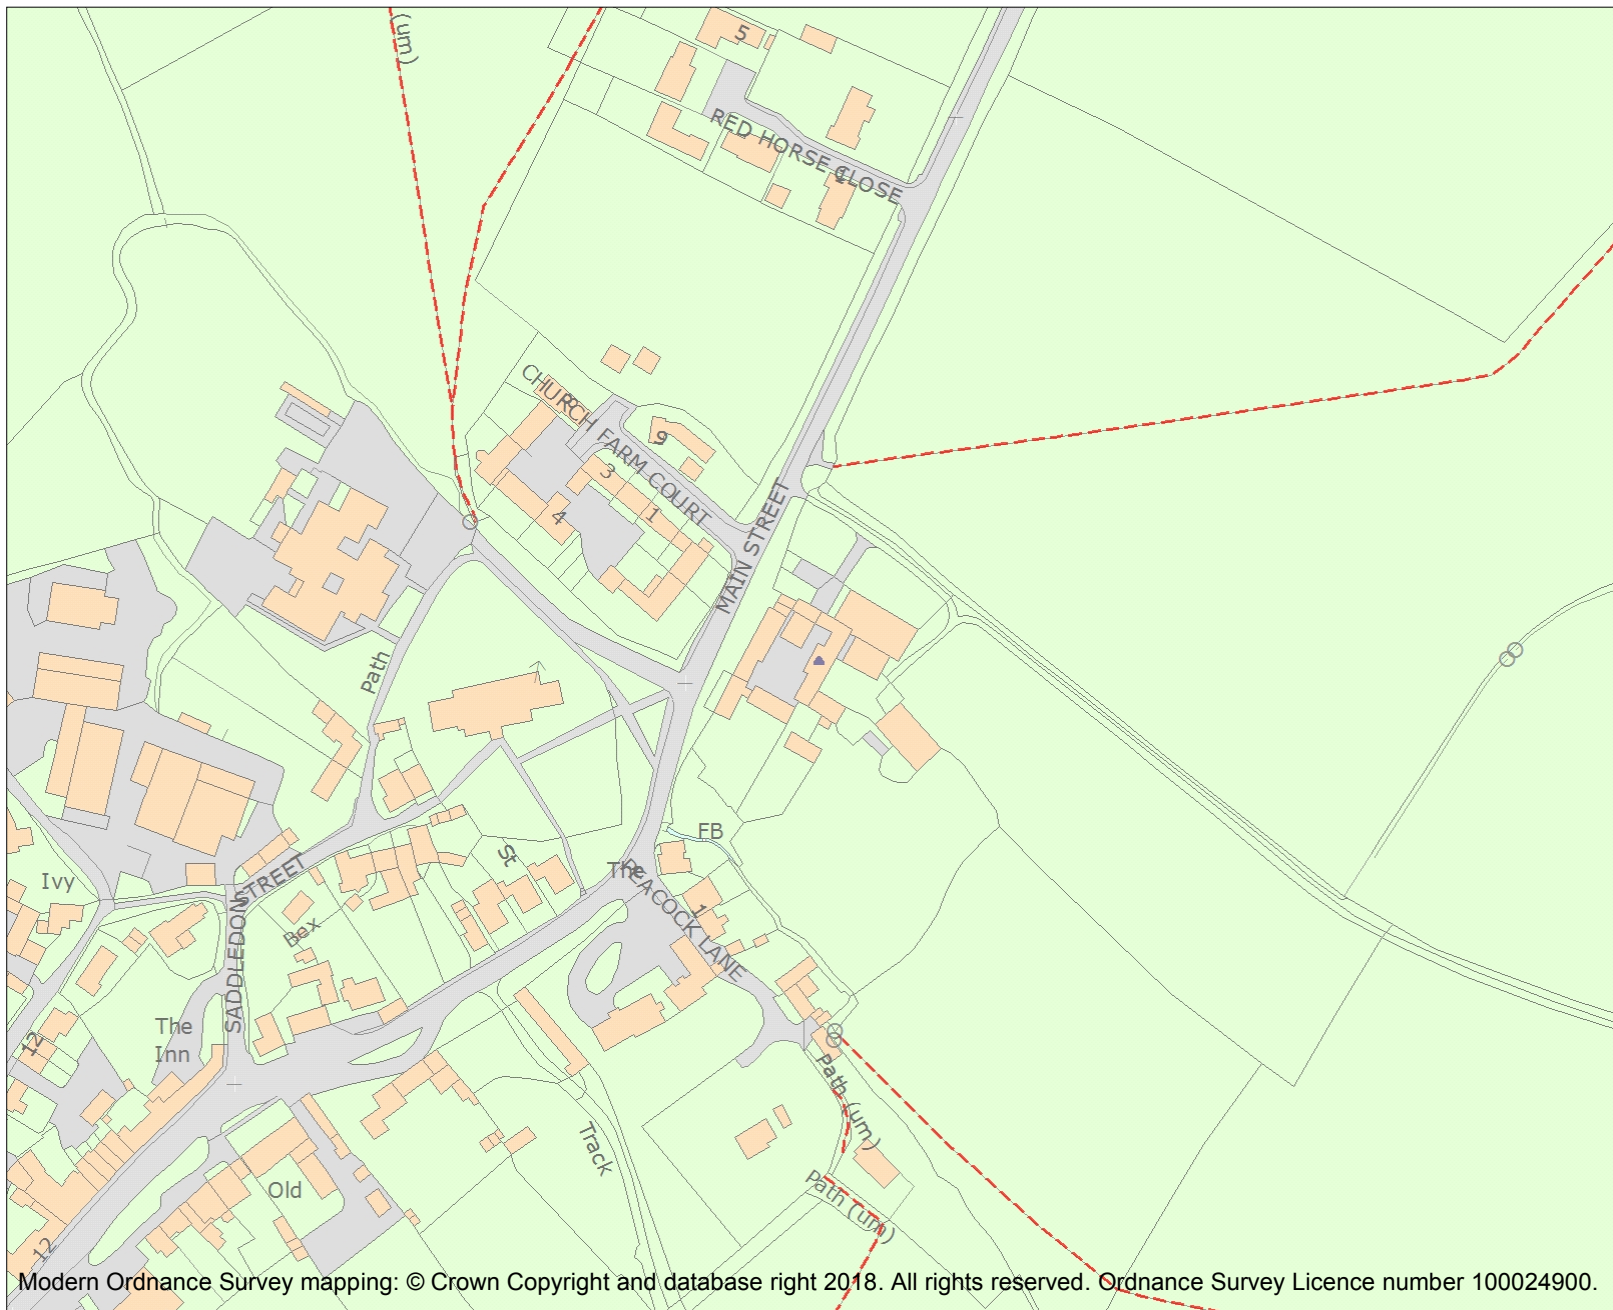 (um)
5
RED HORSE CLOSE
CHURCH FARM COURT
9
3
4
1
MAIN STREET
Path
FB
St
The
PEACOCK LANE
1
Ivy
STREET
Bex
SADDLEDON
The
Inn
12
Path (um)
Track
Path (um)
Old
12
Modern Ordnance Survey mapping: © Crown Copyright and database right 2018. All rights reserved. Ordnance Survey Licence number 100024900.